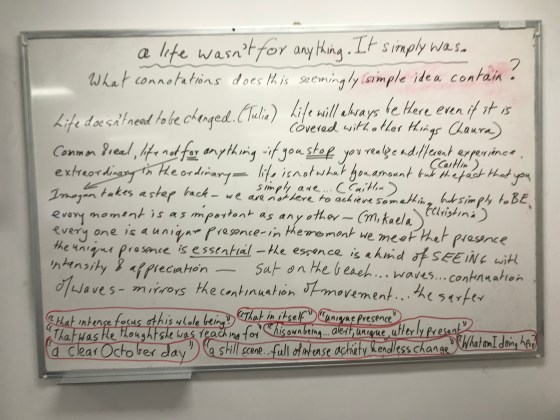 a life wasn't for anything. It simply was.
What connotations does this seemingly simple idea contain?
Life doesn't need to be changed. (Tulia) Life will always be there even if it is
covered with other things (Laura)
Common & real, life not for anything - if you stop you realize a different experience.
(Caitlin)
extraordinary in the ordinary = life is not what you amount but the fact that you
simply are... (Caitlin)
Imogen takes a step back - we are not here to achieve something but simply to BE.
(Christina)
every moment is as important as any other - (Mikaela)
every one is a unique presence - in the moment we meet that presence
the unique presence is essential - the essence is a kind of SEEING with
intensity & appreciation — Sat on the beach... waves... continuation
of waves - mirrors the continuation of movement... the surfer
"that intense focus of his whole being" "That in itself" "unique presence"
"That was the thought she was reaching for" "his own being... alert, unique, utterly present"
"a clear October day" "a still scene... full of intense activity & endless change" "What am I doing here"